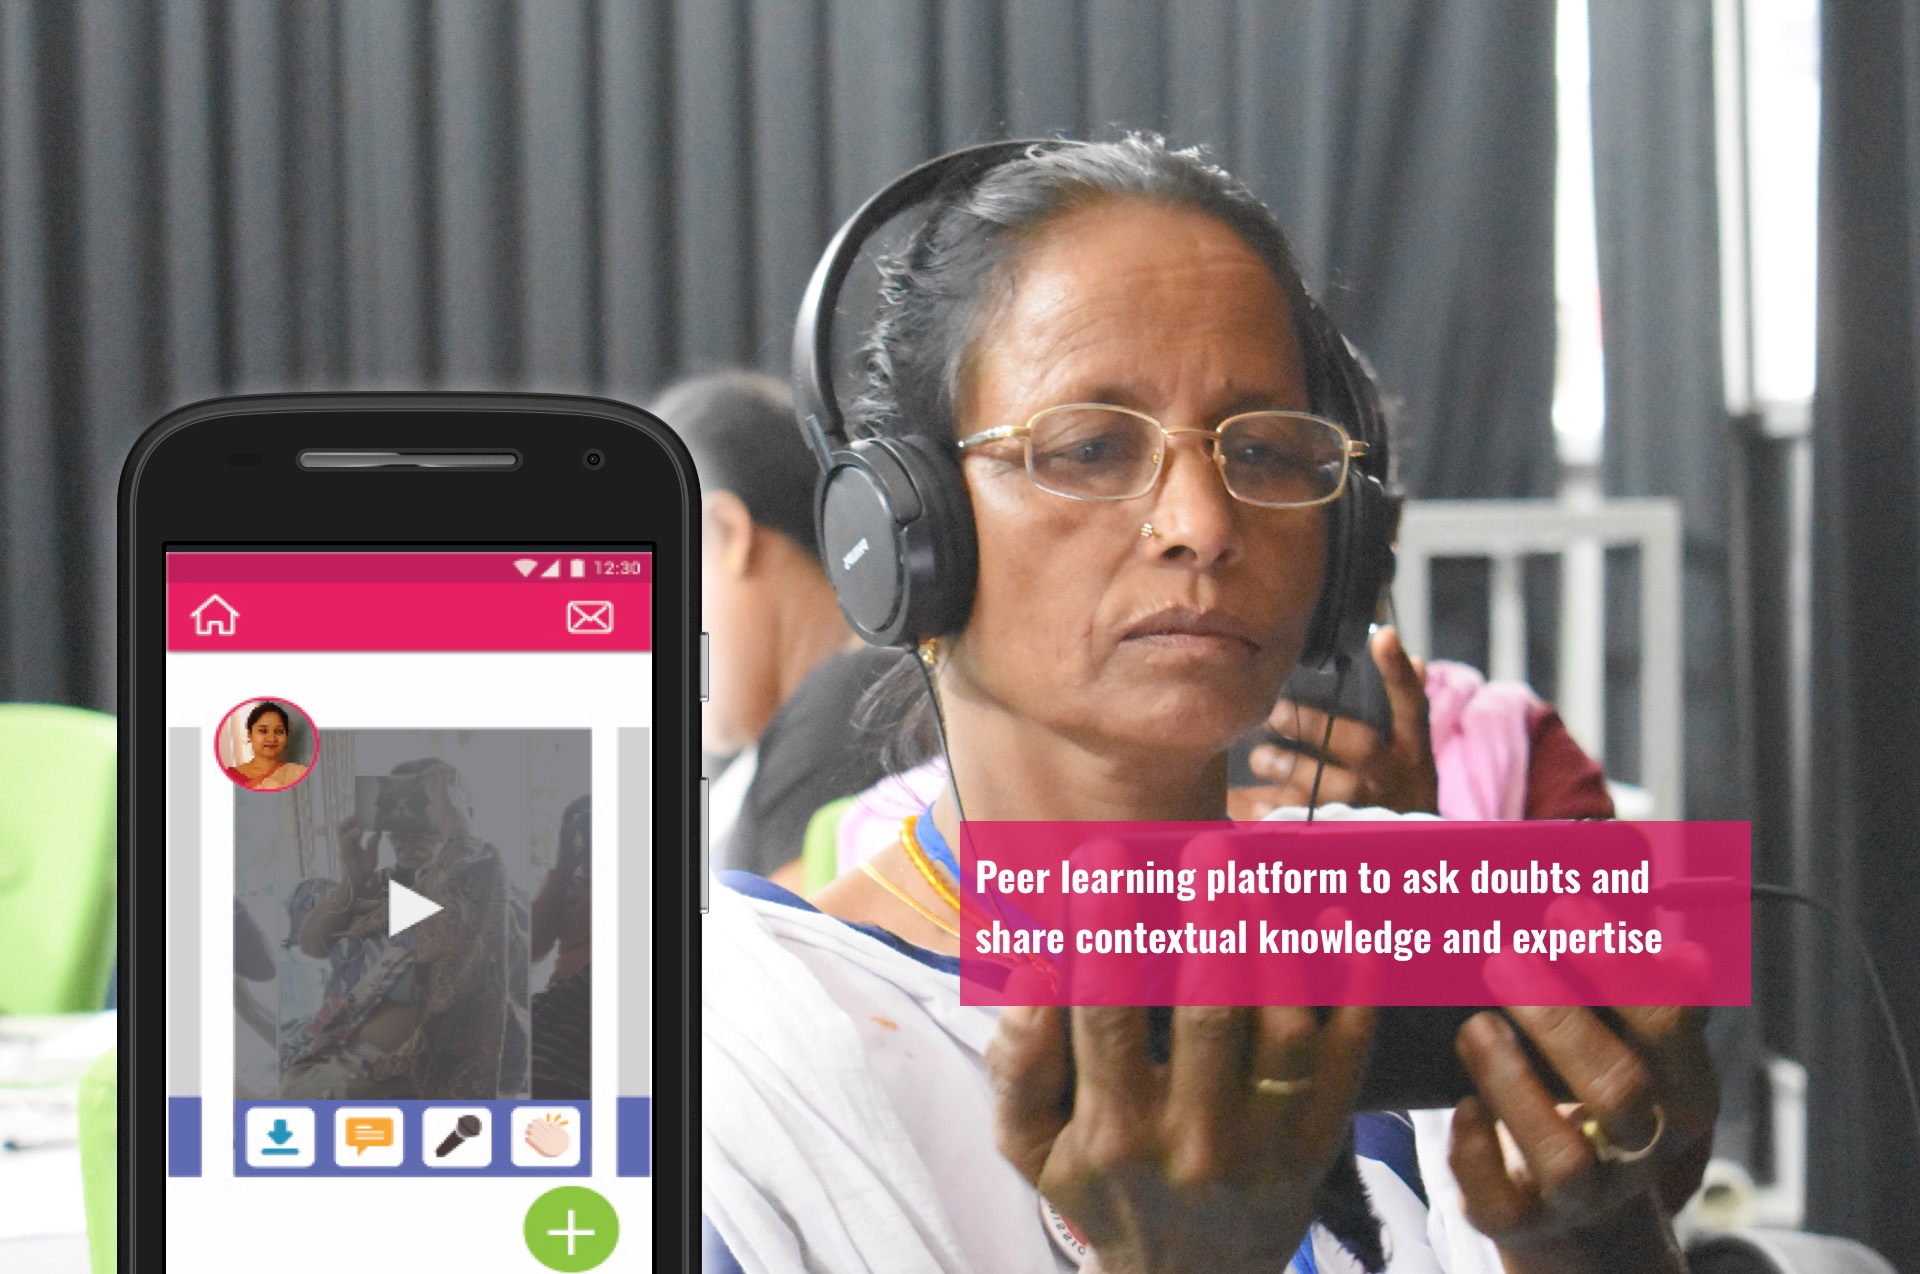 12:30
Peer learning platform to ask doubts and
share contextual knowledge and expertise